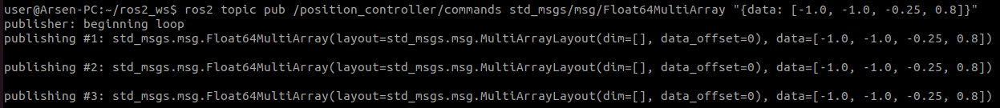 user@Arsen-PC:~/ros2_ws$ ros2 topic pub /position_controller/commands std_msgs/msg/Float64MultiArray "{data: [-1.0, -1.0, -0.25, 0.8]}"
publisher: beginning loop
publishing #1: std_msgs.msg.Float64MultiArray(layout=std_msgs.msg.MultiArrayLayout(dim=[], data_offset=0), data=[-1.0, -1.0, -0.25, 0.8])
publishing #2: std_msgs.msg.Float64MultiArray(layout=std_msgs.msg.MultiArrayLayout(dim=[], data_offset=0), data=[-1.0, -1.0, -0.25, 0.8])
publishing #3: std_msgs.msg.Float64MultiArray(layout=std_msgs.msg.MultiArrayLayout(dim=[], data_offset=0), data=[-1.0, -1.0, -0.25, 0.8])